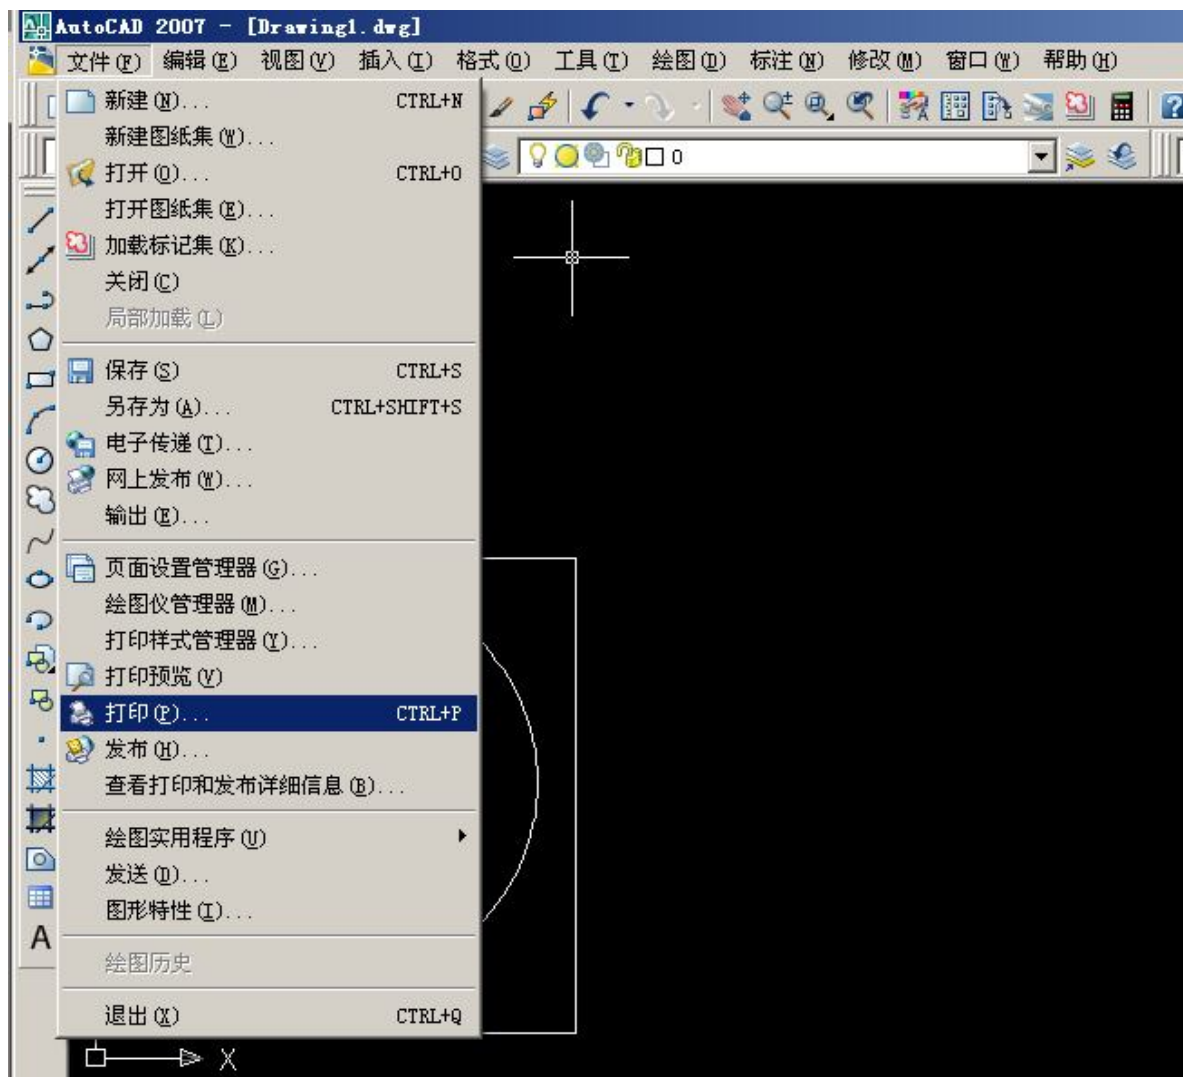 AutoCAD 2007 - [Drawing1.dwg]
文件(F) 编辑(E) 视图(V) 插入(I) 格式(O) 工具(T) 绘图(D) 标注(N) 修改(M) 窗口(W) 帮助(H)
新建(N)... CTRL+N
新建图纸集(W)...
打开(O)... CTRL+O
打开图纸集(E)...
加载标记集(K)...
关闭(C)
局部加载(L)
保存(S) CTRL+S
另存为(A)... CTRL+SHIFT+S
电子传递(T)...
网上发布(W)...
输出(E)...
页面设置管理器(G)...
绘图仪管理器(M)...
打印样式管理器(Y)...
打印预览(V)
打印(P)... CTRL+P
发布(H)...
查看打印和发布详细信息(B)...
绘图实用程序(U)
发送(D)...
图形特性(I)...
绘图历史
退出(X) CTRL+Q
0
A
X